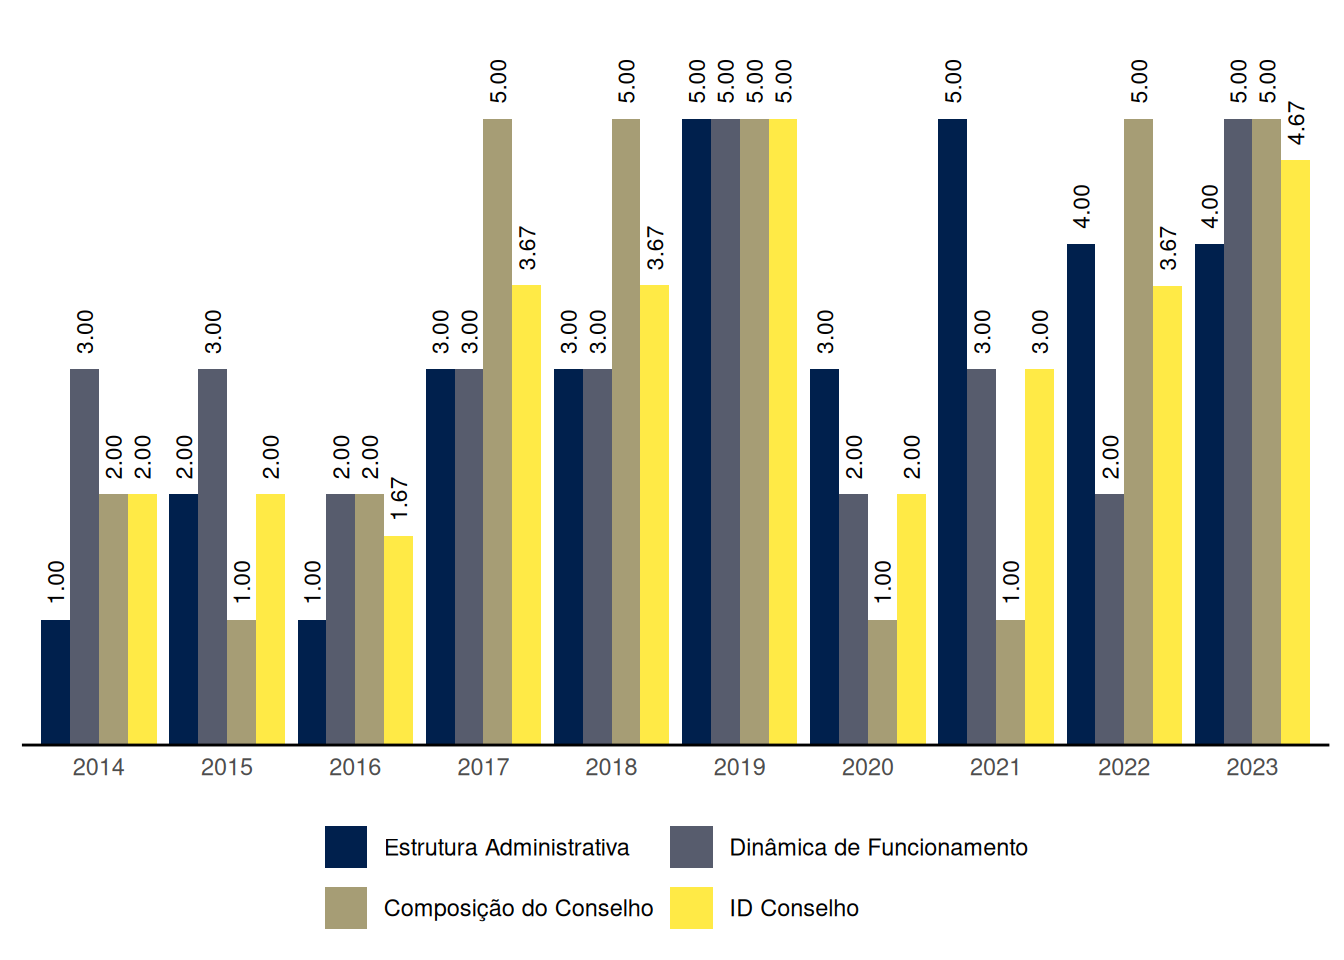 1.00 3.00 2.00 2.00 2.00 3.00 1.00 2.00 1.00 2.00 2.00 1.67 3.00 3.00 5.00 3.67 3.00 3.00 5.00 3.67 5.00 5.00 5.00 5.00 3.00 2.00 1.00 2.00 5.00 3.00 1.00 3.00 4.00 2.00 5.00 3.67 4.00 5.00 5.00 4.67
2014 2015 2016 2017 2018 2019 2020 2021 2022 2023
Estrutura Administrativa Dinâmica de Funcionamento
Composição do Conselho ID Conselho